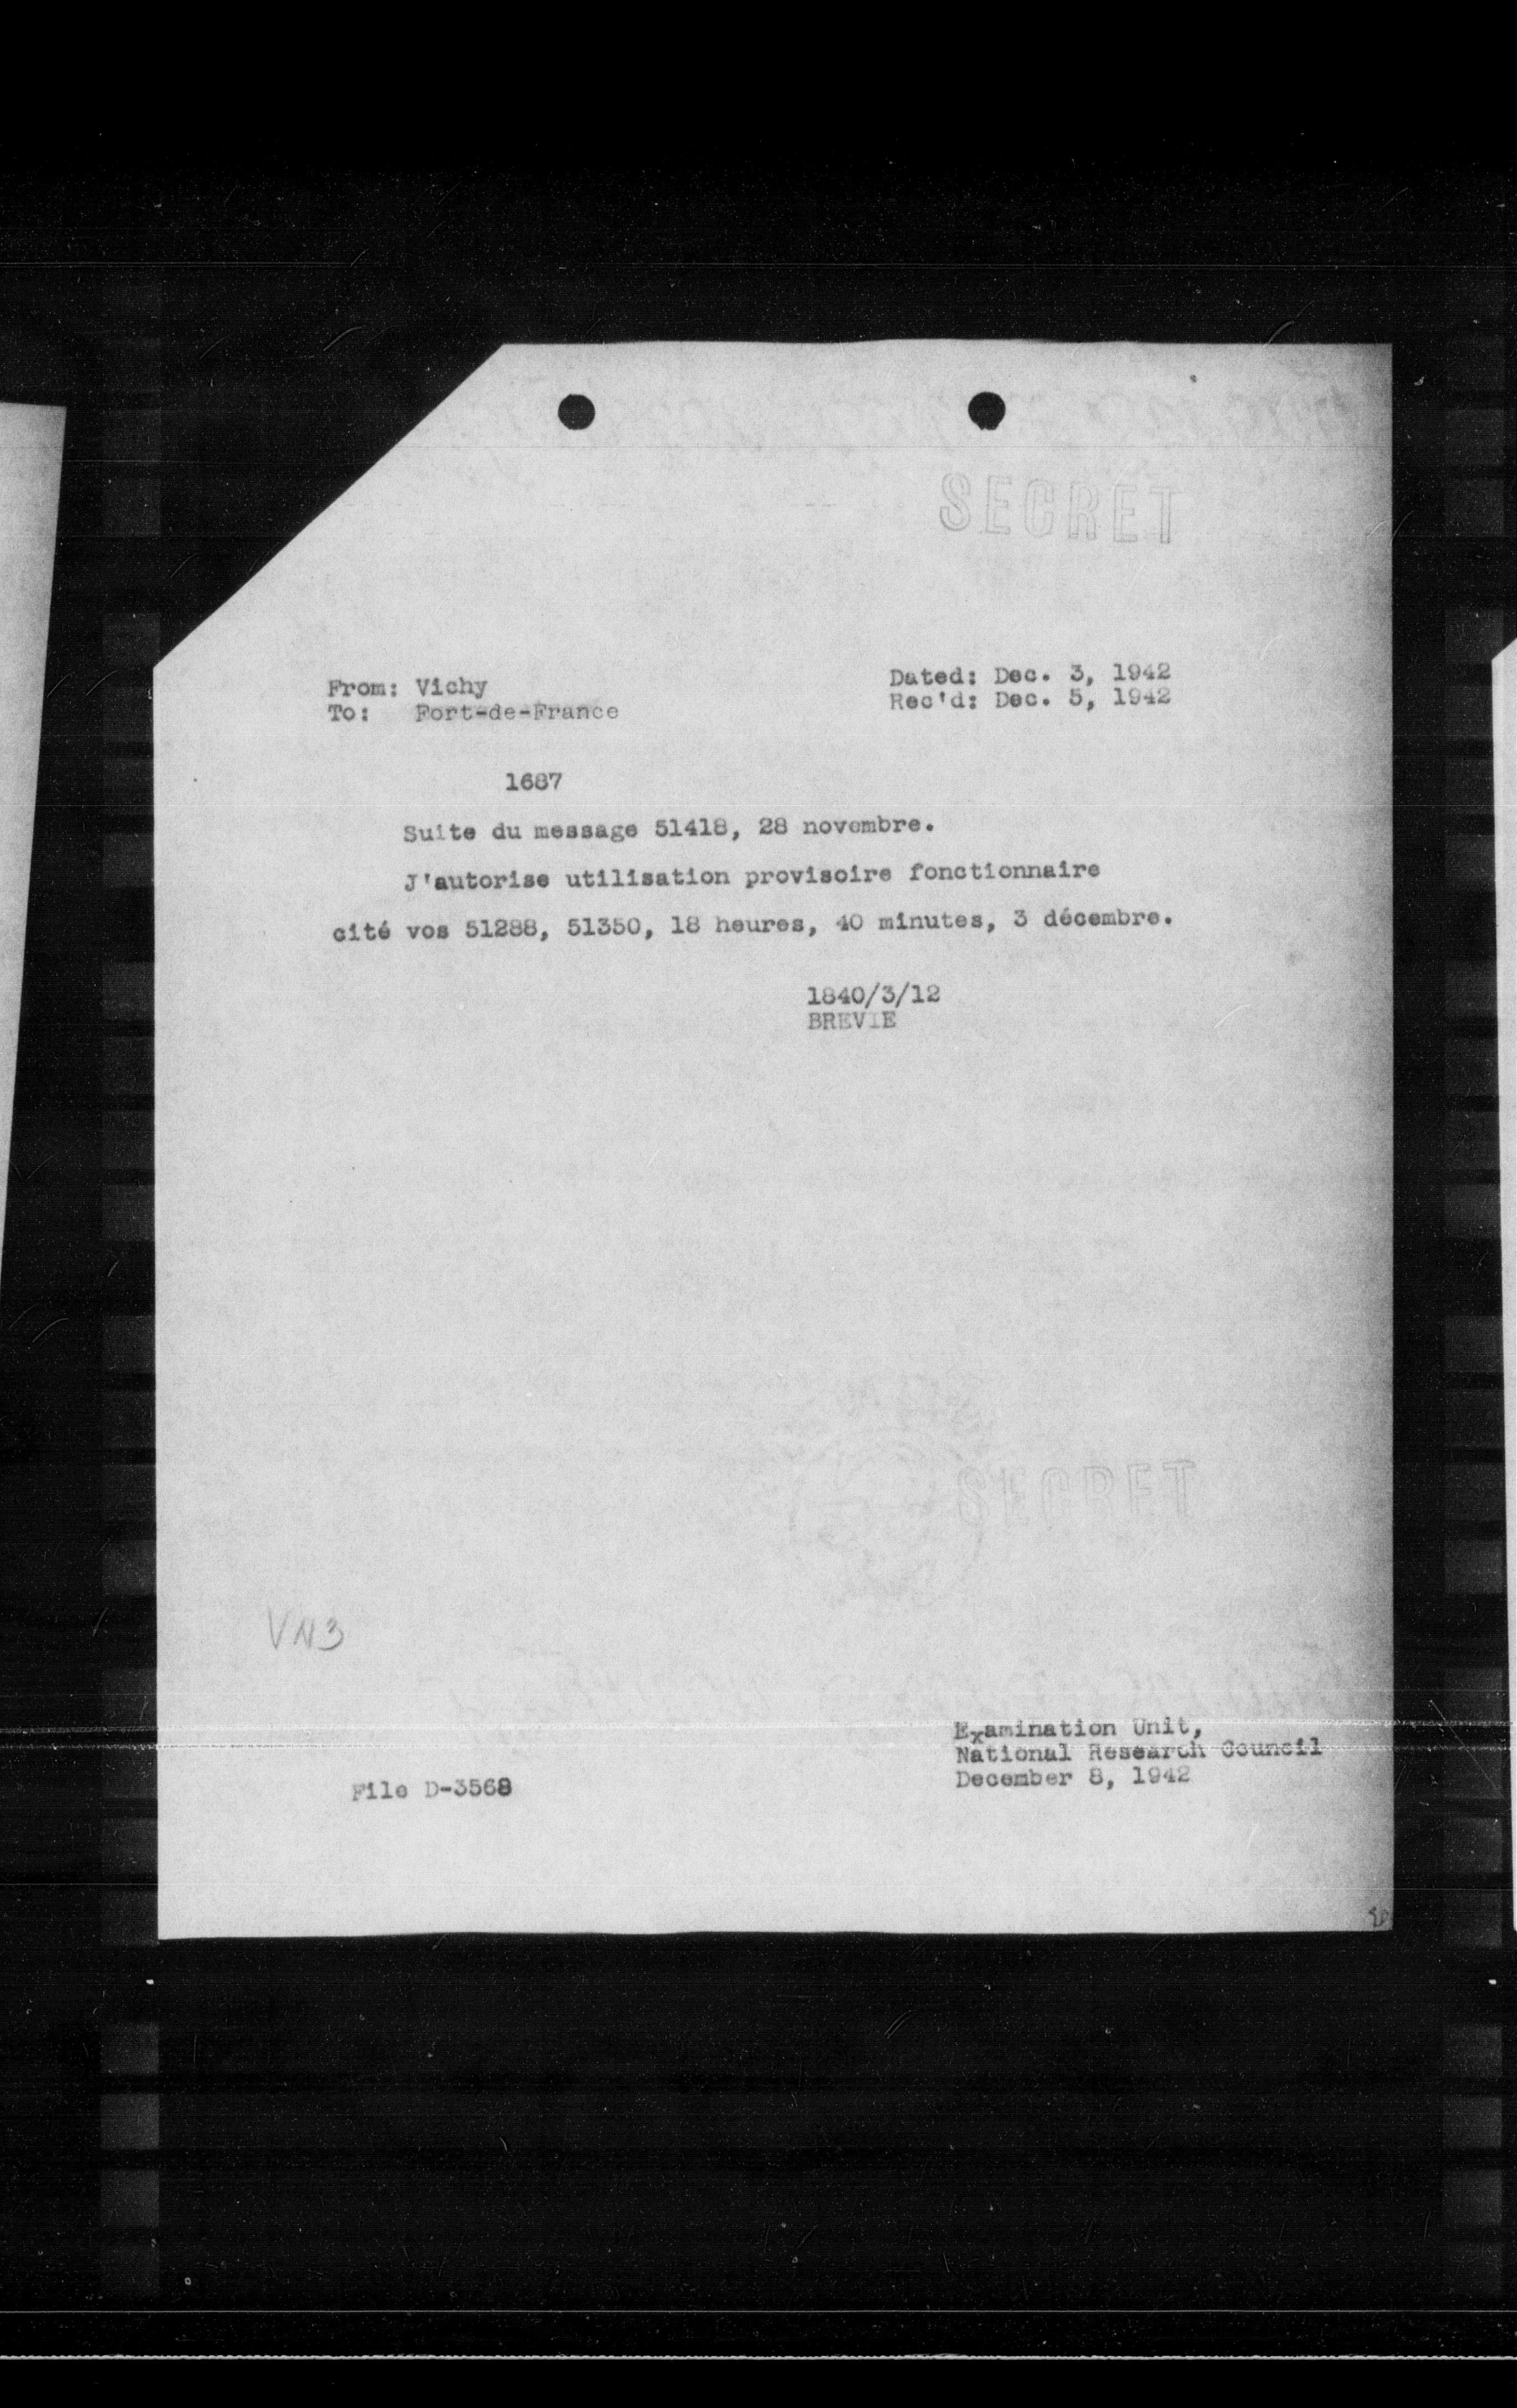 SECRET
From: Vichy
To: Fort-de-France
Dated: Dec. 3, 1942
Rec'd: Dec. 5, 1942
1687
Suite du message 51418, 28 novembre.
J'autorise utilisation provisoire fonctionnaire
cité vos 51288, 51350, 18 heures, 40 minutes, 3 décembre.
1840/3/12
BREVIE
SECRET
VN3
Examination Unit,
National Research Council
December 8, 1942
File D-3568